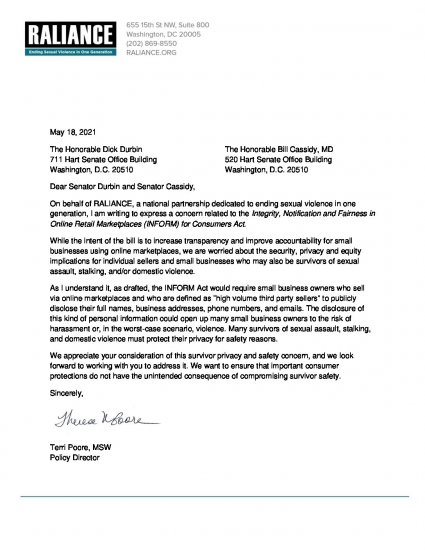 RALIANCE
Ending Sexual Violence in One Generation
655 15th St NW, Suite 800
Washington, DC 20005
(202) 869-8550
RALIANCE.ORG
May 18, 2021
The Honorable Dick Durbin
711 Hart Senate Office Building
Washington, D.C. 20510
The Honorable Bill Cassidy, MD
520 Hart Senate Office Building
Washington, D.C. 20510
Dear Senator Durbin and Senator Cassidy,
On behalf of RALIANCE, a national partnership dedicated to ending sexual violence in one
generation, I am writing to express a concern related to the Integrity, Notification and Fairness in
Online Retail Marketplaces (INFORM) for Consumers Act.
While the intent of the bill is to increase transparency and improve accountability for small
businesses using online marketplaces, we are worried about the security, privacy and equity
implications for individual sellers and small businesses who may also be survivors of sexual
assault, stalking, and/or domestic violence.
As I understand it, as drafted, the INFORM Act would require small business owners who sell
via online marketplaces and who are defined as "high volume third party sellers" to publicly
disclose their full names, business addresses, phone numbers, and emails. The disclosure of
this kind of personal information could open up many small business owners to the risk of
harassment or, in the worst-case scenario, violence. Many survivors of sexual assault, stalking,
and domestic violence must protect their privacy for safety reasons.
We appreciate your consideration of this survivor privacy and safety concern, and we look
forward to working with you to address it. We want to ensure that important consumer
protections do not have the unintended consequence of compromising survivor safety.
Sincerely,
Therese M Poore
Terri Poore, MSW
Policy Director